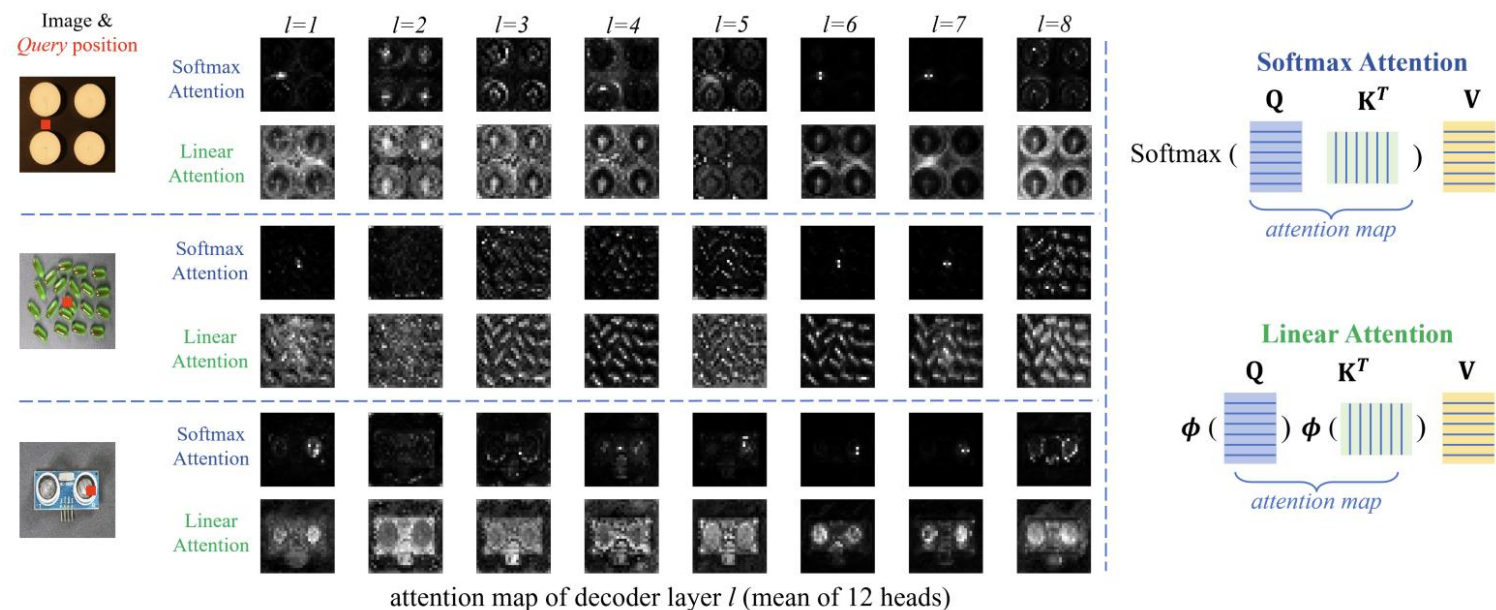 Image &
Query position
l=1 l=2 l=3 l=4 l=5 l=6 l=7 l=8
Softmax
Attention
Linear
Attention
Softmax
Attention
Linear
Attention
Softmax
Attention
Linear
Attention
attention map of decoder layer l (mean of 12 heads)
Softmax Attention
Q K^T V
Softmax ( )
attention map
Linear Attention
Q K^T V
ϕ ( ) ϕ ( )
attention map